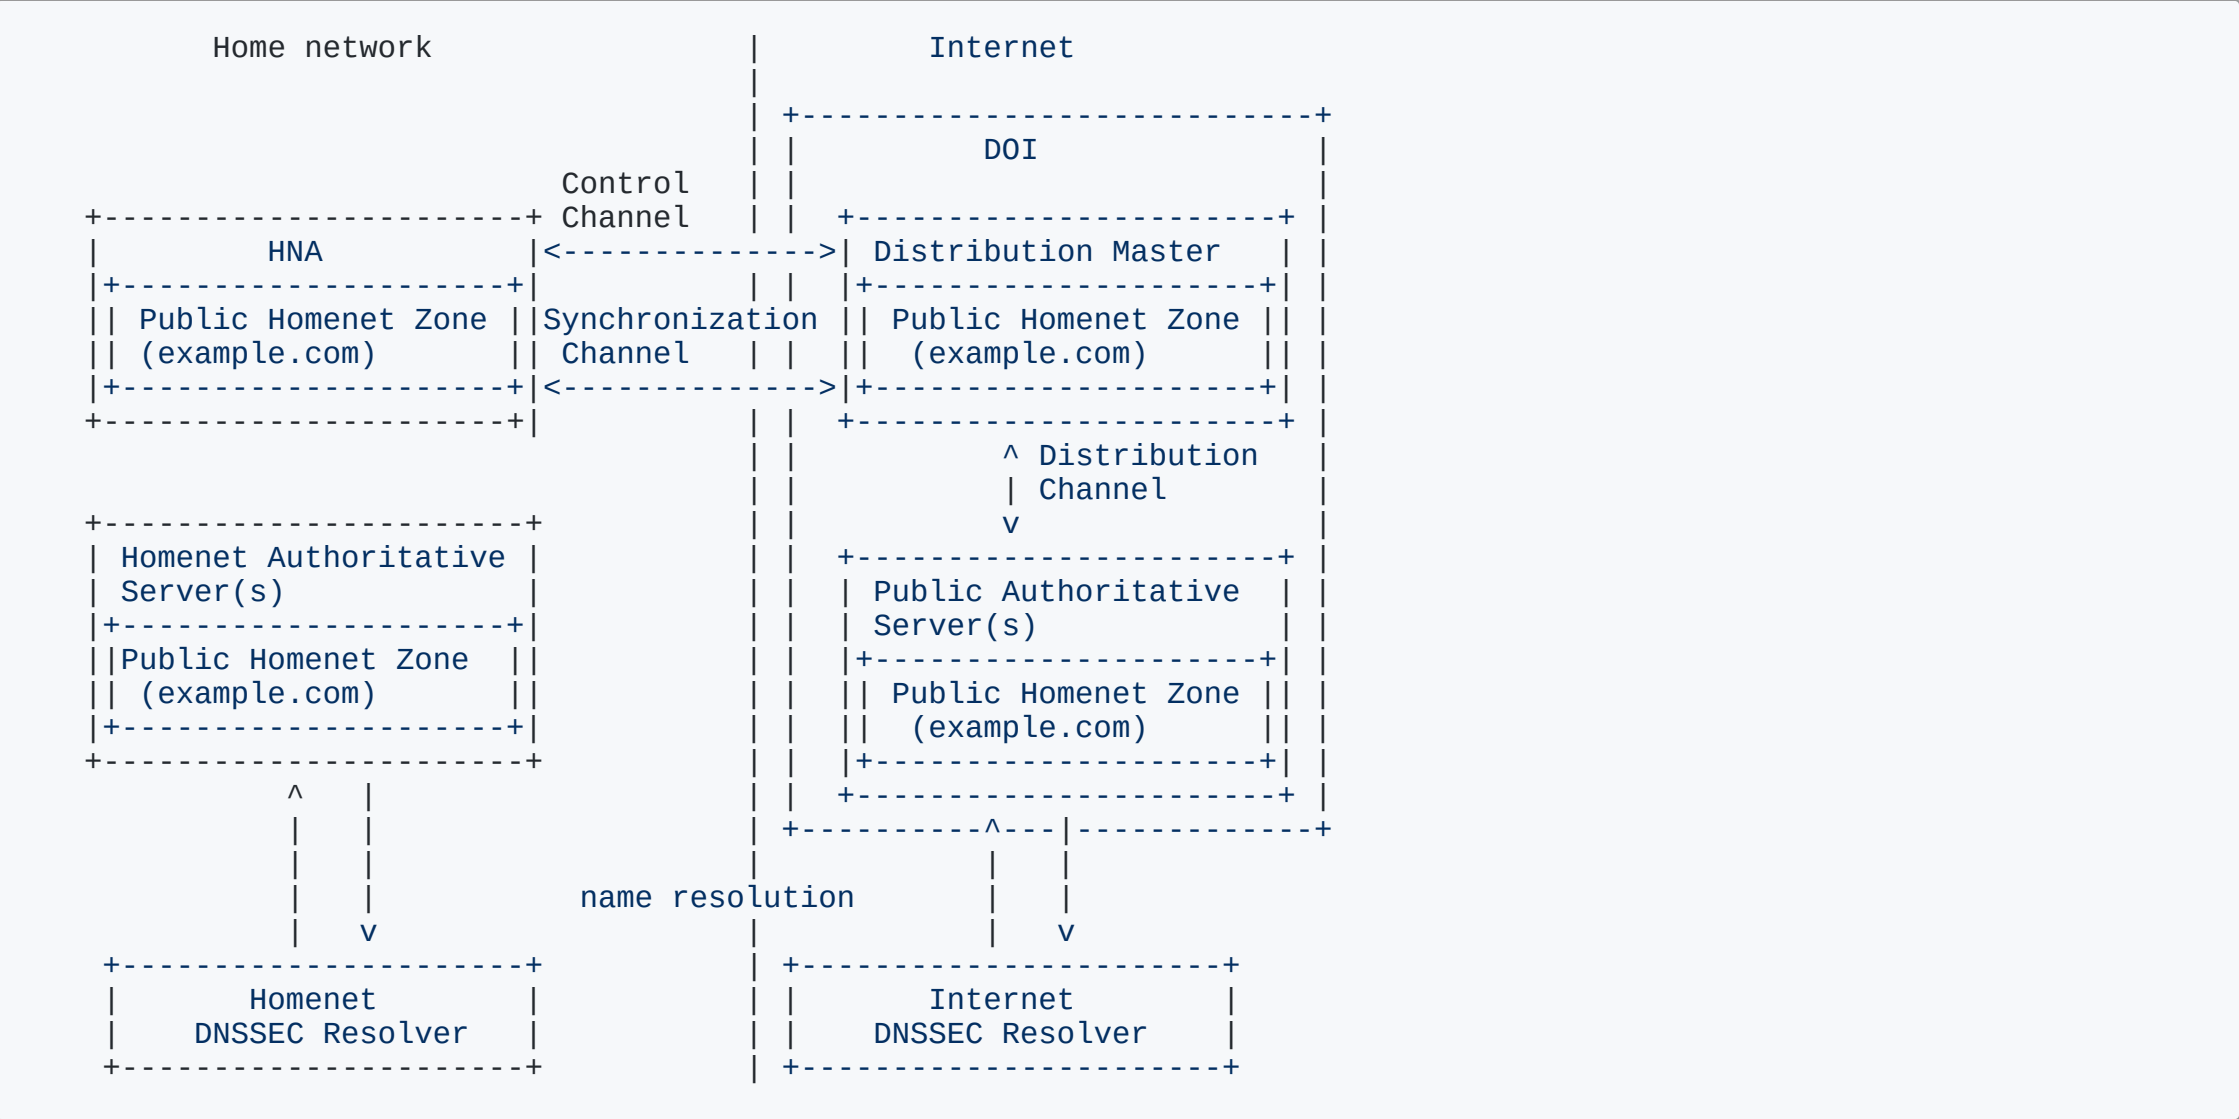 Home network | Internet
|
| +----------------------------+
| | DOI |
Control | | |
+-----------------------+ Channel | | +-----------------------+ |
| HNA |<-------------->| Distribution Master | |
|+---------------------+| | | |+---------------------+| |
|| Public Homenet Zone ||Synchronization || Public Homenet Zone || |
|| (example.com) || Channel | | || (example.com) || |
|+---------------------+|<-------------->|+---------------------+| |
+----------------------+| | | +-----------------------+ |
| | ^ Distribution |
| | | Channel |
+-----------------------+ | | v |
| Homenet Authoritative | | | +-----------------------+ |
| Server(s) | | | | Public Authoritative | |
|+---------------------+| | | | Server(s) | |
||Public Homenet Zone || | | |+---------------------+| |
|| (example.com) || | | || Public Homenet Zone || |
|+---------------------+| | | || (example.com) || |
+-----------------------+ | | |+---------------------+| |
^ | | | +-----------------------+ |
| | | +----------^---|-------------+
| | | | |
| | name resolution | |
| v | | v
+----------------------+ | +-----------------------+
| Homenet | | | Internet |
| DNSSEC Resolver | | | DNSSEC Resolver |
+----------------------+ | +-----------------------+